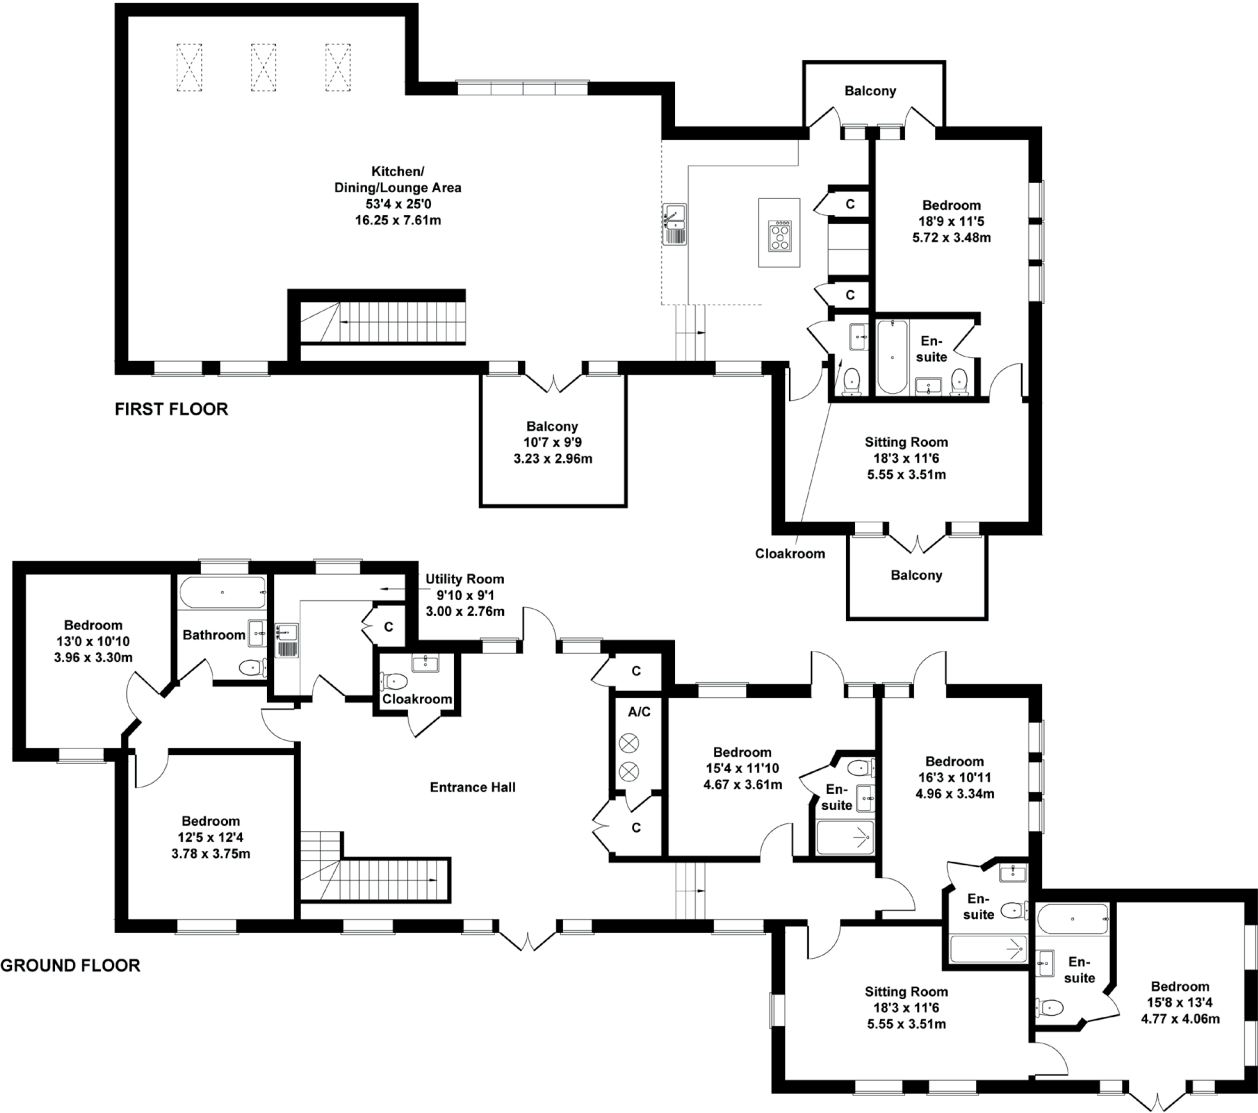 Balcony
Kitchen/
Dining/Lounge Area
53'4 x 25'0
16.25 x 7.61m
C
Bedroom
18'9 x 11'5
5.72 x 3.48m
C
En-
suite
FIRST FLOOR
Balcony
10'7 x 9'9
3.23 x 2.96m
Sitting Room
18'3 x 11'6
5.55 x 3.51m
Cloakroom
Balcony
Utility Room
9'10 x 9'1
3.00 x 2.76m
Bedroom
13'0 x 10'10
3.96 x 3.30m
Bathroom
C
Cloakroom
C
A/C
Bedroom
15'4 x 11'10
4.67 x 3.61m
En-
suite
Bedroom
16'3 x 10'11
4.96 x 3.34m
Entrance Hall
Bedroom
12'5 x 12'4
3.78 x 3.75m
C
En-
suite
GROUND FLOOR
Sitting Room
18'3 x 11'6
5.55 x 3.51m
En-
suite
Bedroom
15'8 x 13'4
4.77 x 4.06m